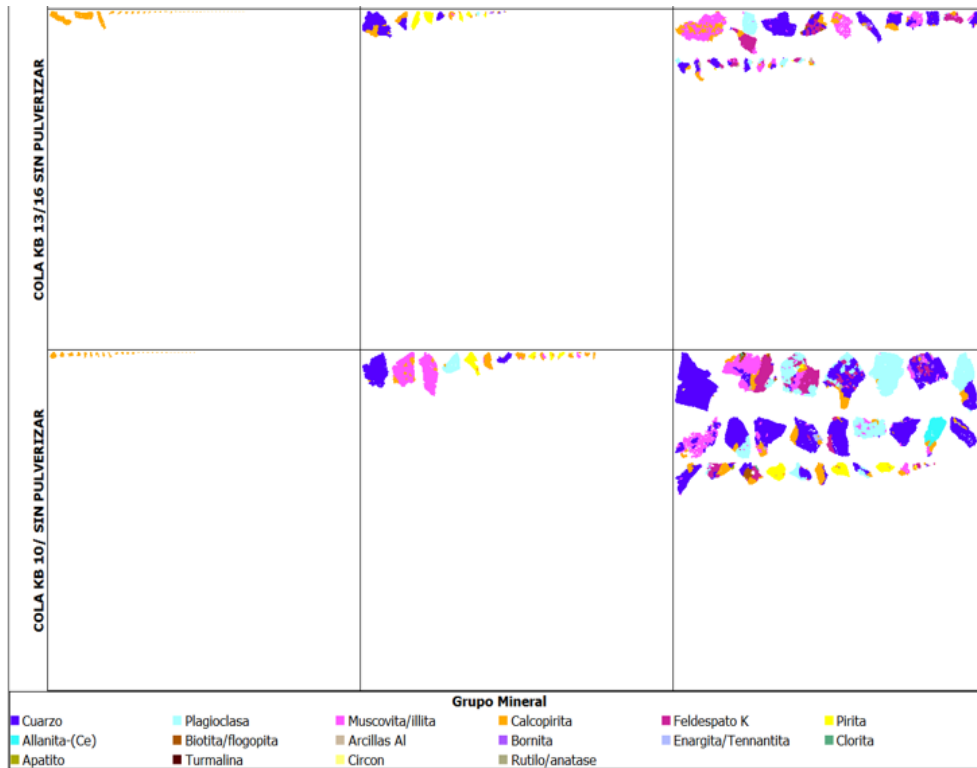 COLA KB 13/16 SIN PULVERIZAR
COLA KB 10/ SIN PULVERIZAR
Grupo Mineral
Cuarzo Plagioclasa Muscovita/illita Calcopirita Feldespato K Pirita
Allanita-(Ce) Biotita/flogopita Arcillas Al Bornita Enargita/Tennantita Clorita
Apatito Turmalina Circon Rutilo/anatase